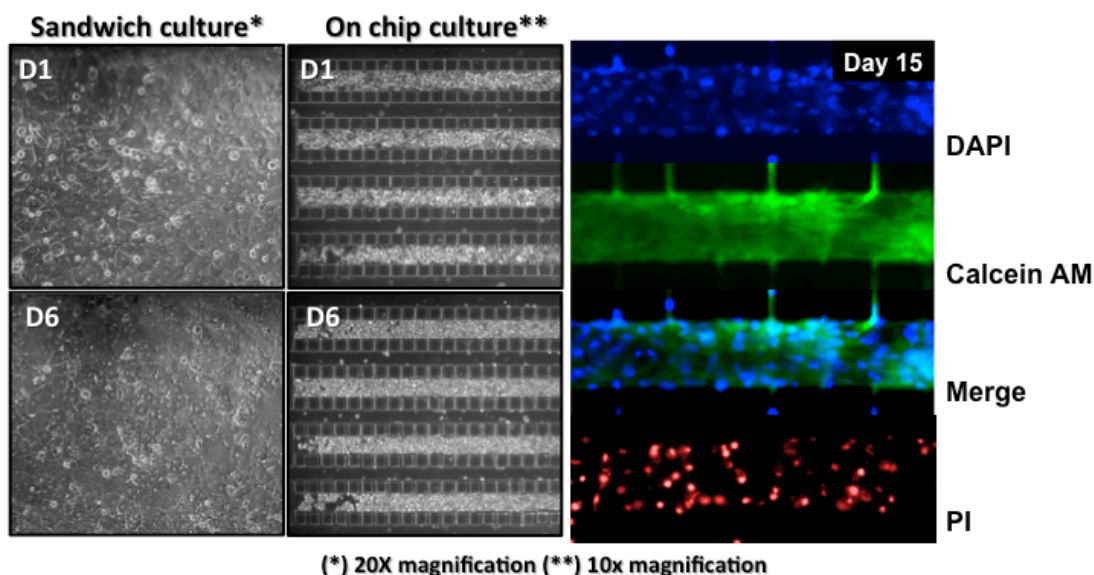 Sandwich culture*
On chip culture**
D1
D1
Day 15
DAPI
Calcein AM
D6
D6
Merge
PI
(*) 20X magnification (**) 10x magnification